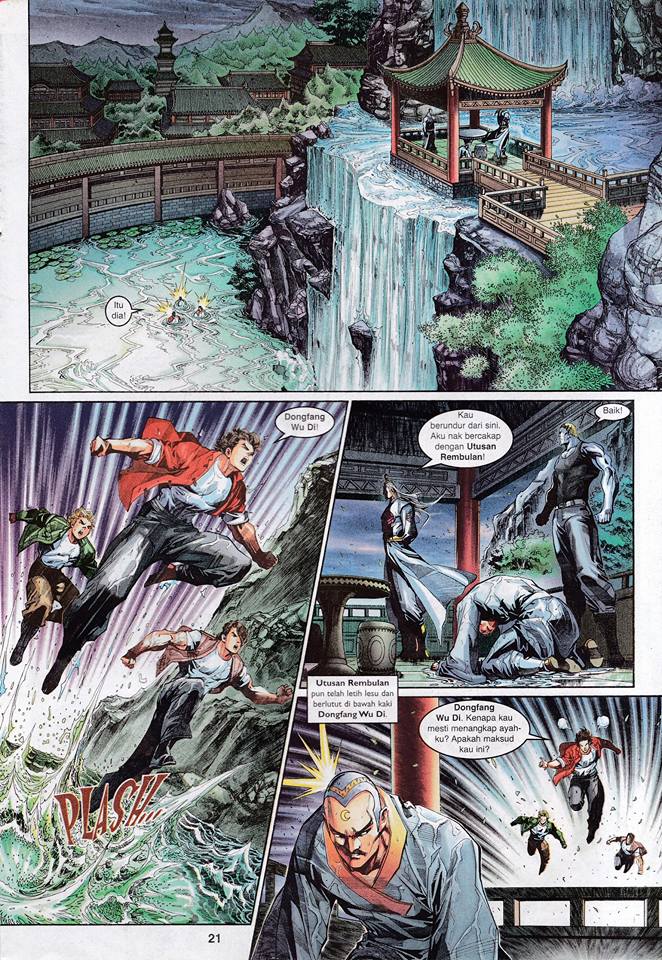 Itu
dia!
Dongfang
Wu Di!
PLASH!!
Kau
berundur dari sini.
Aku nak bercakap
dengan Utusan
Rembulan!
Baik!
Utusan Rembulan
pun telah letih lesu dan
berlutut di bawah kaki
Dongfang Wu Di.
Dongfang
Wu Di. Kenapa kau
mesti menangkap ayah-
ku? Apakah maksud
kau ini?
21